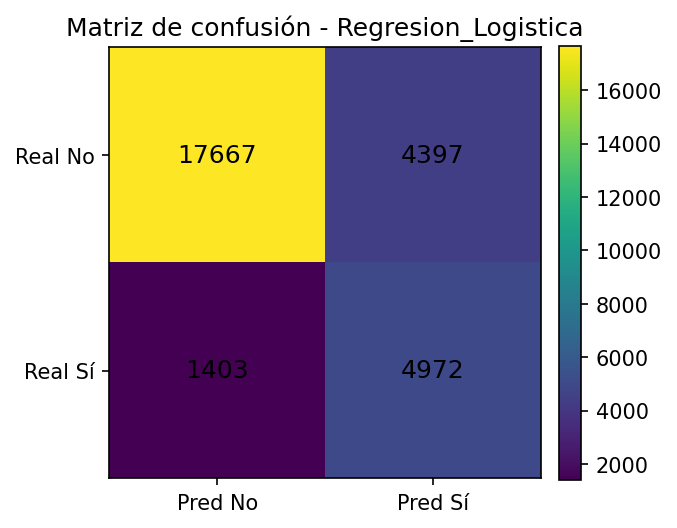 Matriz de confusión - Regresion_Logistica
Real No
17667
4397
Real Sí
1403
4972
Pred No
Pred Sí
16000
14000
12000
10000
8000
6000
4000
2000